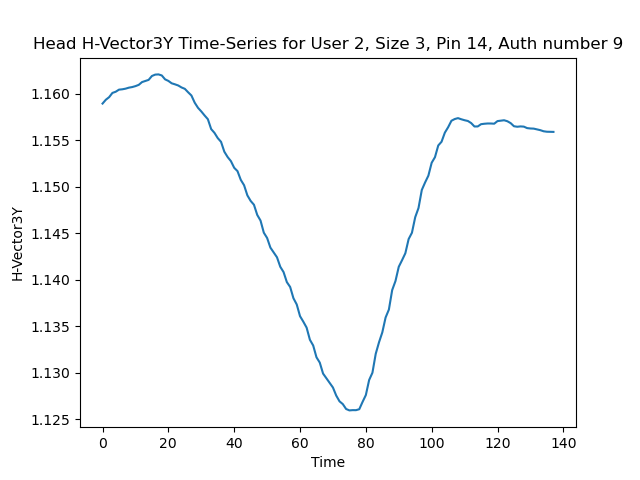 Head H-Vector3Y Time-Series for User 2, Size 3, Pin 14, Auth number 9
H-Vector3Y
1.160
1.155
1.150
1.145
1.140
1.135
1.130
1.125
0 20 40 60 80 100 120 140
Time